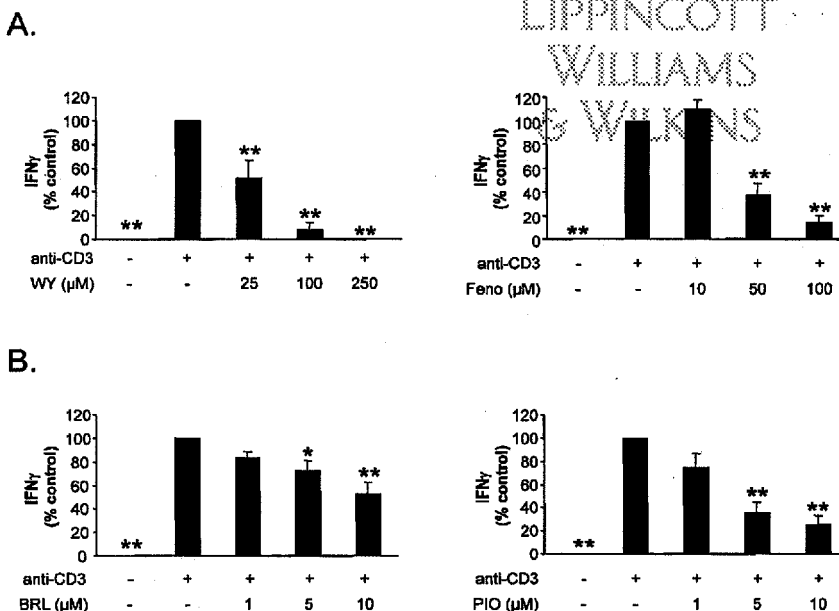 A.
LIPPINCOTT
WILLIAMS
& WILKINS
IFNγ
(% control)
120
100
80
60
40
20
0
** ** ** **
anti-CD3 - + + + +
WY (µM) - - 25 100 250
IFNγ
(% control)
120
100
80
60
40
20
0
** ** **
anti-CD3 - + + + +
Feno (µM) - - 10 50 100
B.
IFNγ
(% control)
120
100
80
60
40
20
0
** * **
anti-CD3 - + + + +
BRL (µM) - - 1 5 10
IFNγ
(% control)
120
100
80
60
40
20
0
** ** **
anti-CD3 - + + + +
PIO (µM) - - 1 5 10